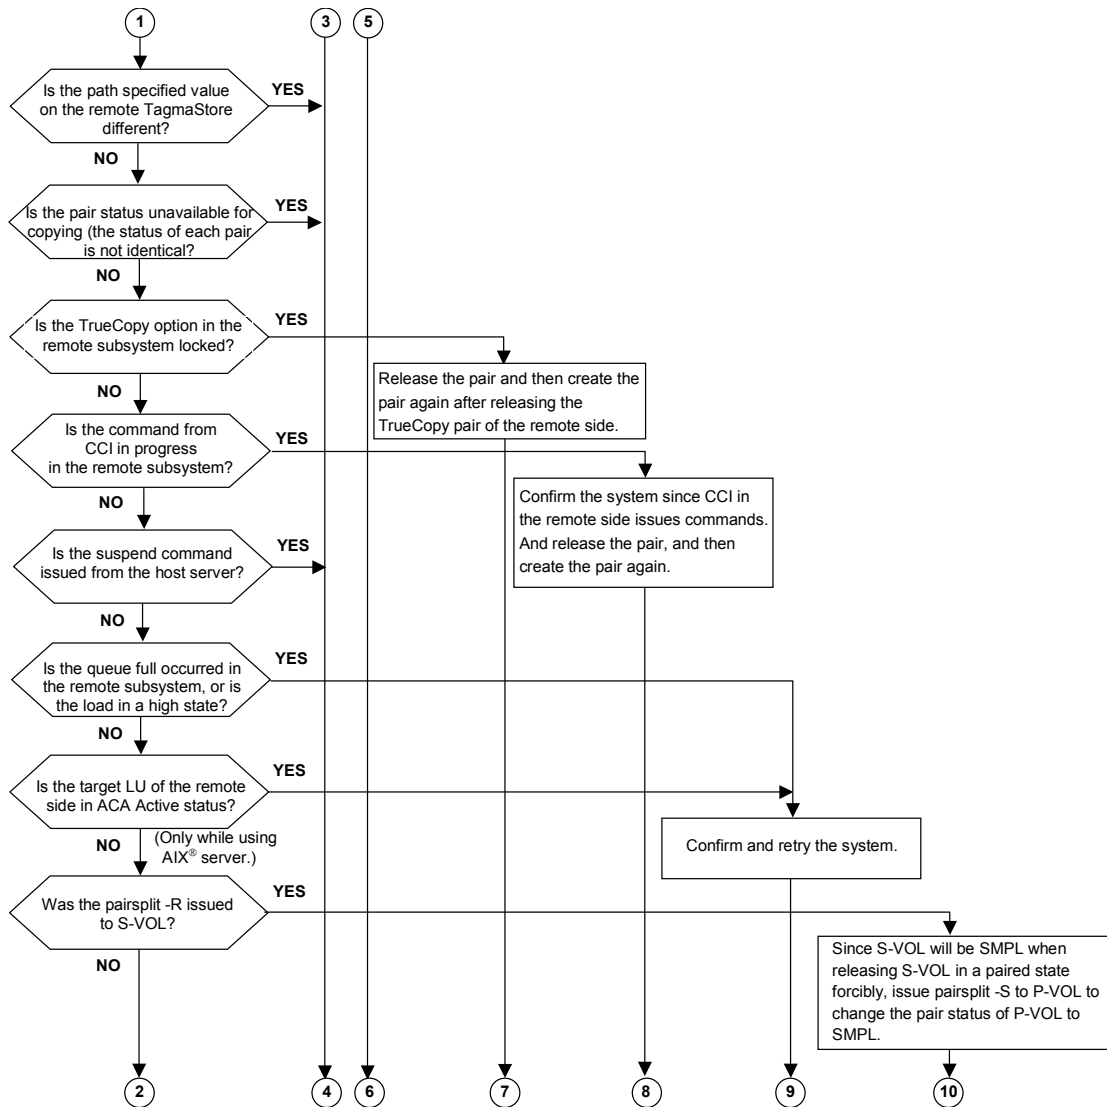 1
3
5
Is the path specified value
on the remote TagmaStore
different?
YES
NO
Is the pair status unavailable for
copying (the status of each pair
is not identical?
YES
NO
Is the TrueCopy option in the
remote subsystem locked?
YES
NO
Release the pair and then create the
pair again after releasing the
TrueCopy pair of the remote side.
Is the command from
CCI in progress
in the remote subsystem?
YES
NO
Confirm the system since CCI in
the remote side issues commands.
And release the pair, and then
create the pair again.
Is the suspend command
issued from the host server?
YES
NO
Is the queue full occurred in
the remote subsystem, or is
the load in a high state?
YES
NO
Is the target LU of the remote
side in ACA Active status?
YES
NO
(Only while using
AIX® server.)
Confirm and retry the system.
Was the pairsplit -R issued
to S-VOL?
YES
NO
Since S-VOL will be SMPL when
releasing S-VOL in a paired state
forcibly, issue pairsplit -S to P-VOL to
change the pair status of P-VOL to
SMPL.
2
4
6
7
8
9
10